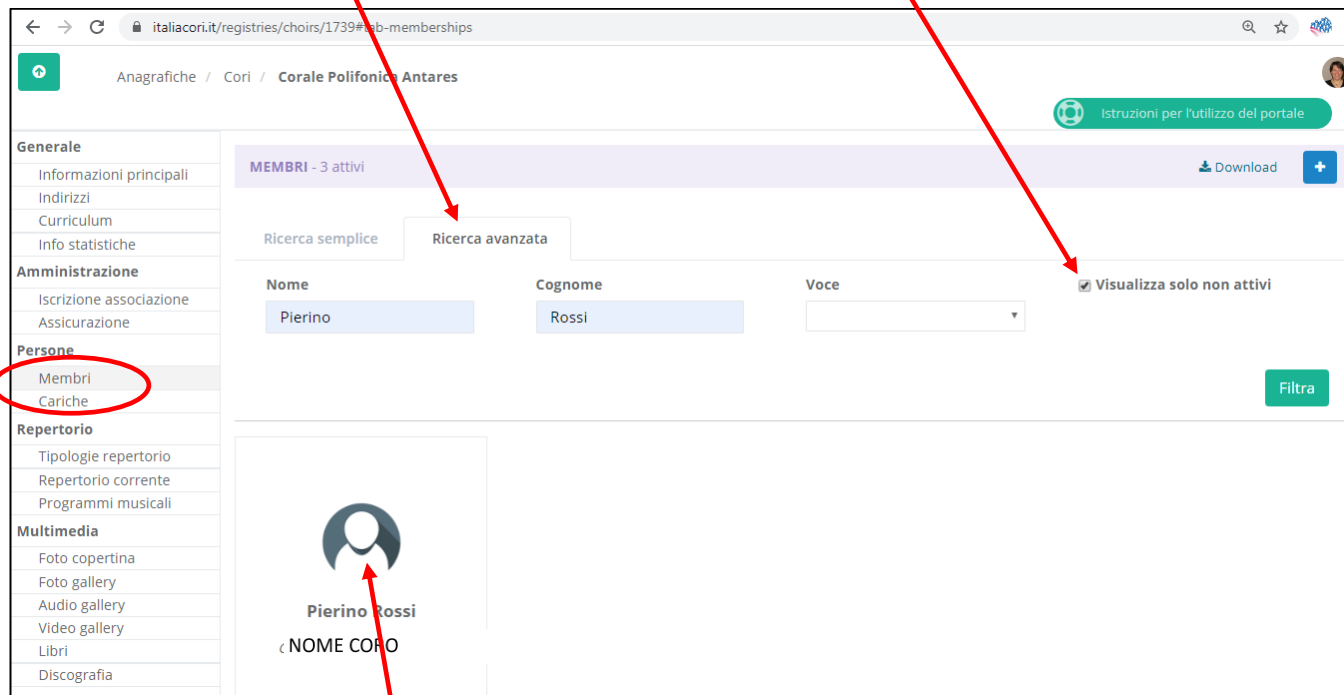 italiacori.it/registries/choirs/1739#tab-memberships
Anagrafiche / Cori / Corale Polifonica Antares
Istruzioni per l'utilizzo del portale
Generale
Informazioni principali
Indirizzi
Curriculum
Info statistiche
Amministrazione
Iscrizione associazione
Assicurazione
Persone
Membri
Cariche
Repertorio
Tipologie repertorio
Repertorio corrente
Programmi musicali
Multimedia
Foto copertina
Foto gallery
Audio gallery
Video gallery
Libri
Discografia
MEMBRI - 3 attivi
Download
Ricerca semplice
Ricerca avanzata
Nome
Cognome
Voce
Visualizza solo non attivi
Pierino
Rossi
Filtra
Pierino Rossi
NOME CORO